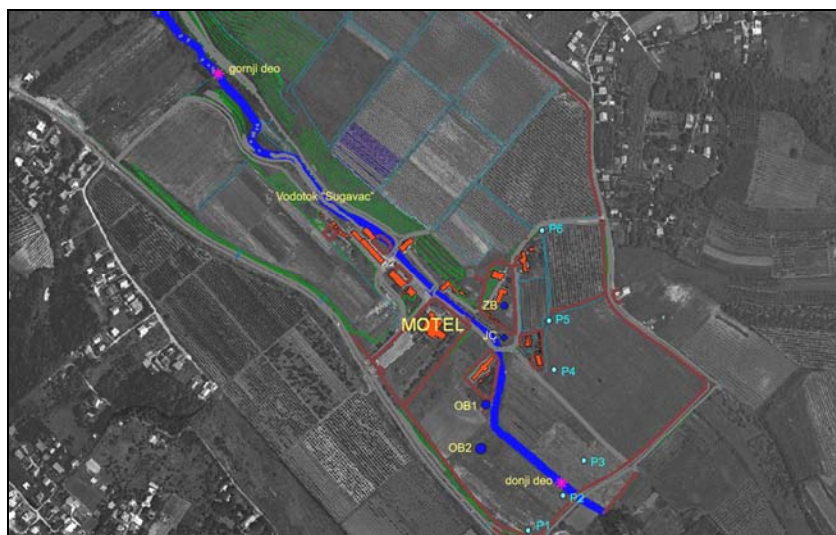 gornji deo
Vodotok "Sugavac"
P6
ZB
MOTEL
P5
JC
P4
OB1
OB2
P3
donji deo
P2
P1